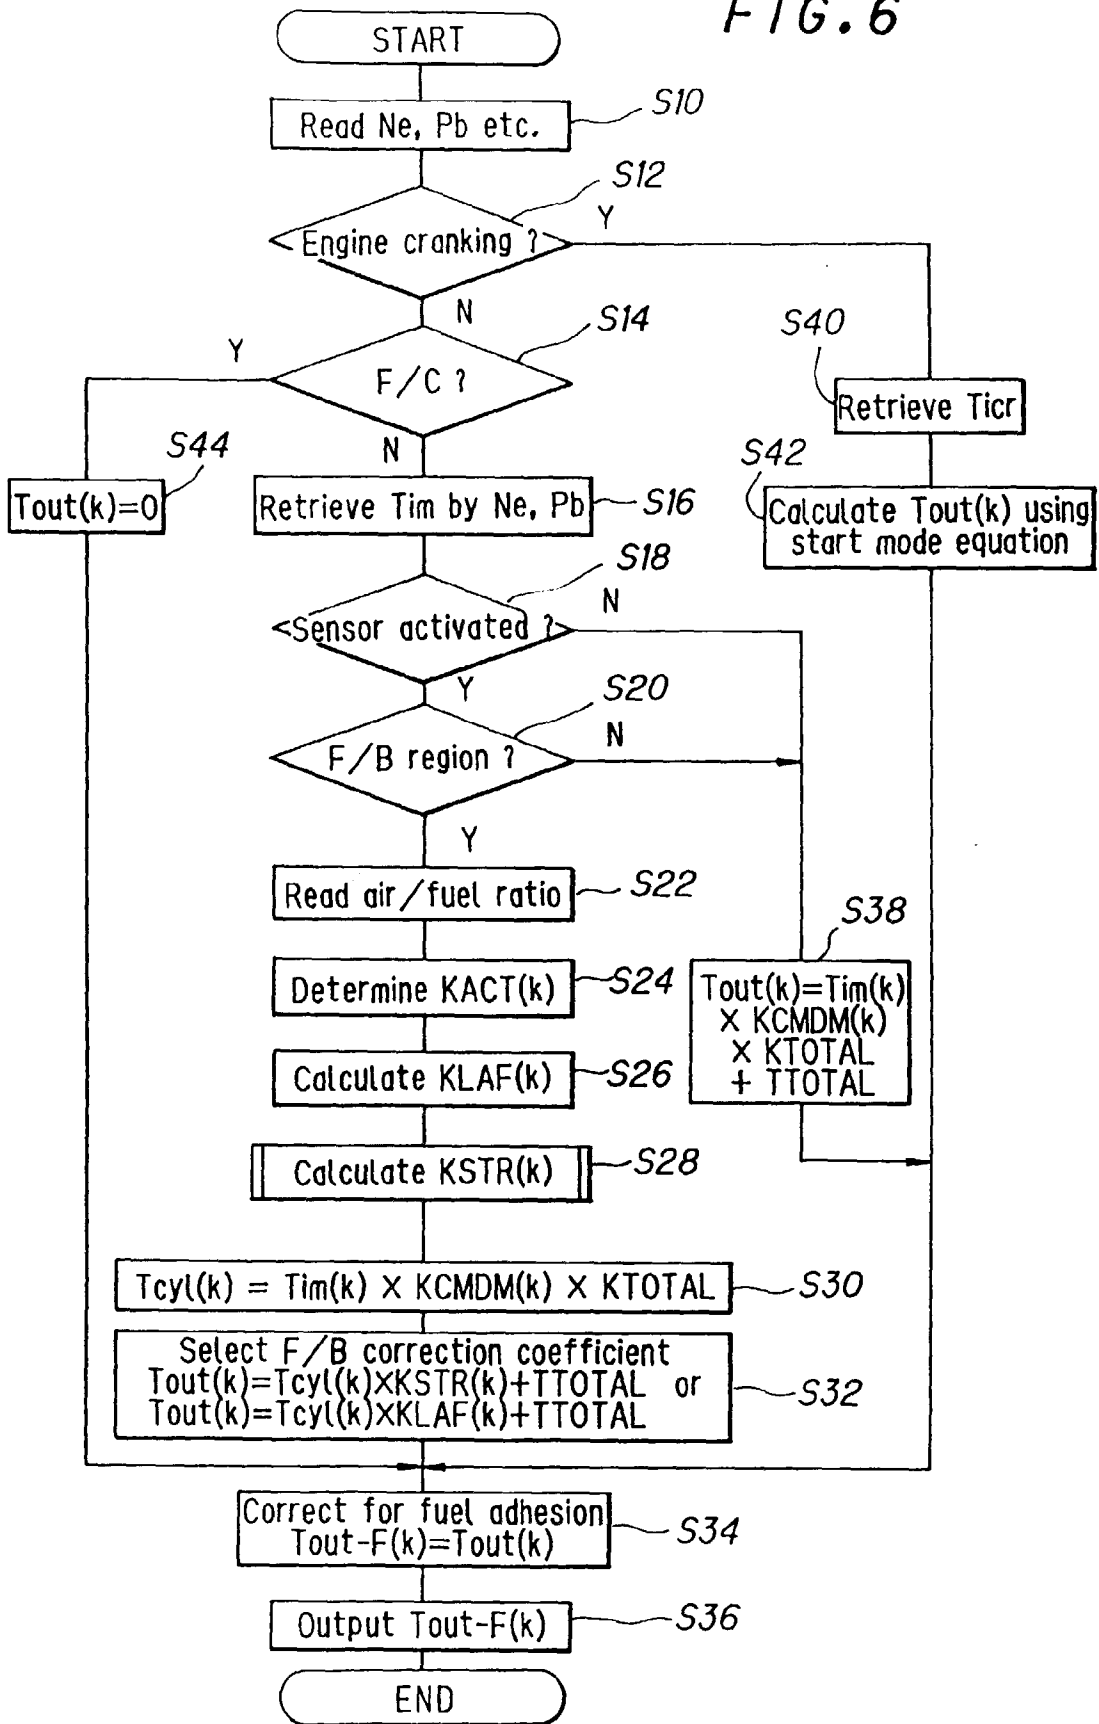 FIG.6
START
Read Ne, Pb etc.
S10
S12
Engine cranking ?
Y
N
S14
Y
F/C ?
N
S40
Retrieve Ticr
S44
Tout(k)=0
Retrieve Tim by Ne, Pb
S16
S42
Calculate Tout(k) using
start mode equation
S18
Sensor activated ?
N
Y
S20
F/B region ?
N
Y
Read air/fuel ratio
S22
Determine KACT(k)
S24
S38
Tout(k)=Tim(k)
× KCMDM(k)
× KTOTAL
+ TTOTAL
Calculate KLAF(k)
S26
Calculate KSTR(k)
S28
Tcyl(k) = Tim(k) × KCMDM(k) × KTOTAL
S30
Select F/B correction coefficient
Tout(k)=Tcyl(k)×KSTR(k)+TTOTAL or
Tout(k)=Tcyl(k)×KLAF(k)+TTOTAL
S32
Correct for fuel adhesion
Tout-F(k)=Tout(k)
S34
Output Tout-F(k)
S36
END